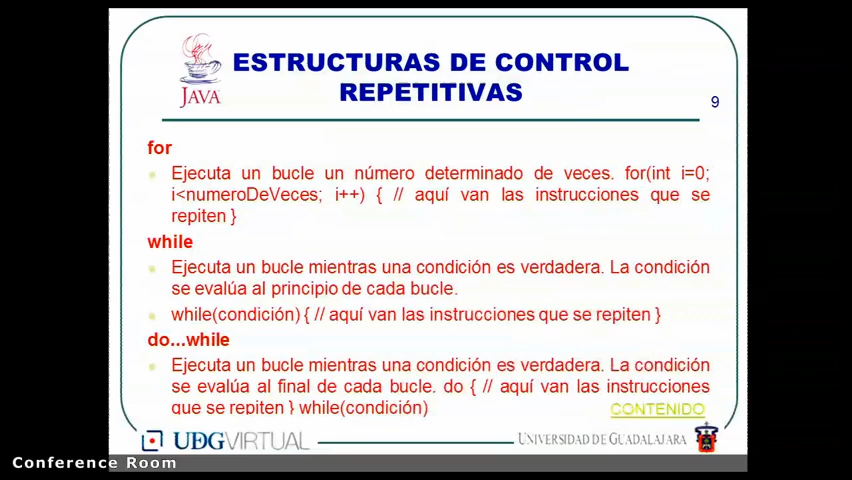 ESTRUCTURAS DE CONTROL
REPETITIVAS
JAVA
9
for
Ejecuta un bucle un número determinado de veces. for(int i=0;
i<numeroDeVeces; i++) { // aquí van las instrucciones que se
repiten }
while
Ejecuta un bucle mientras una condición es verdadera. La condición
se evalúa al principio de cada bucle.
while(condición) { // aquí van las instrucciones que se repiten }
do...while
Ejecuta un bucle mientras una condición es verdadera. La condición
se evalúa al final de cada bucle. do { // aquí van las instrucciones
que se repiten } while(condición)
CONTENIDO
UDGVIRTUAL
UNIVERSIDAD DE GUADALAJARA
Conference Room